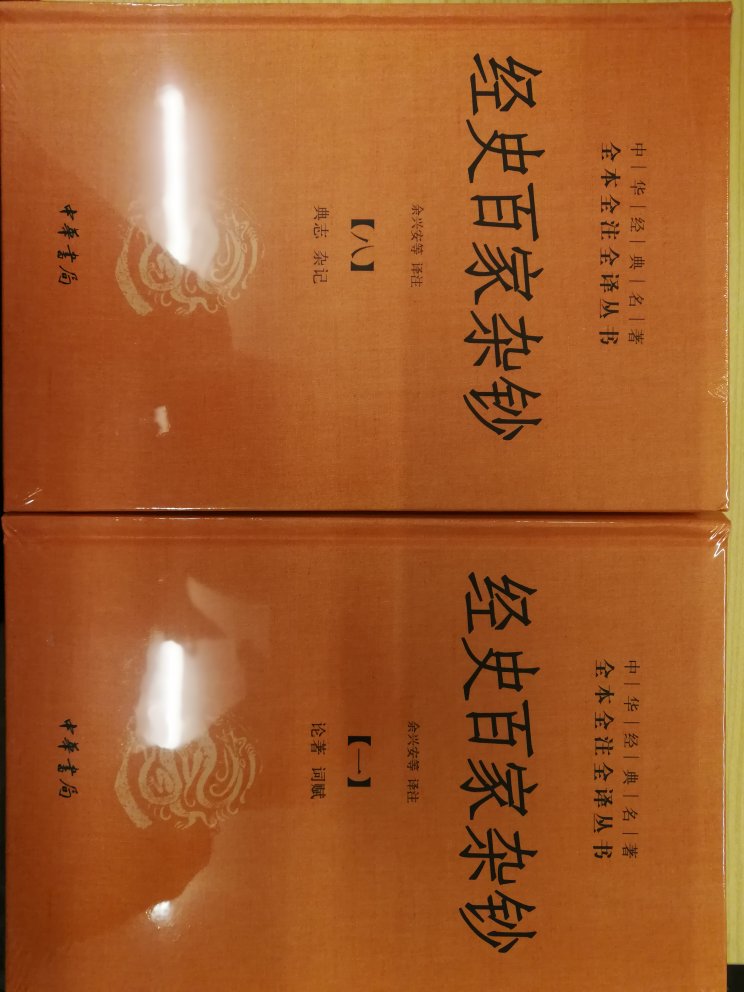 中华经典名著
全本全注全译丛书
经史百家杂钞
余兴安等 译注
【八】
典志 杂记
中华书局
中华经典名著
全本全注全译丛书
经史百家杂钞
余兴安等 译注
【一】
论著 词赋
中华书局